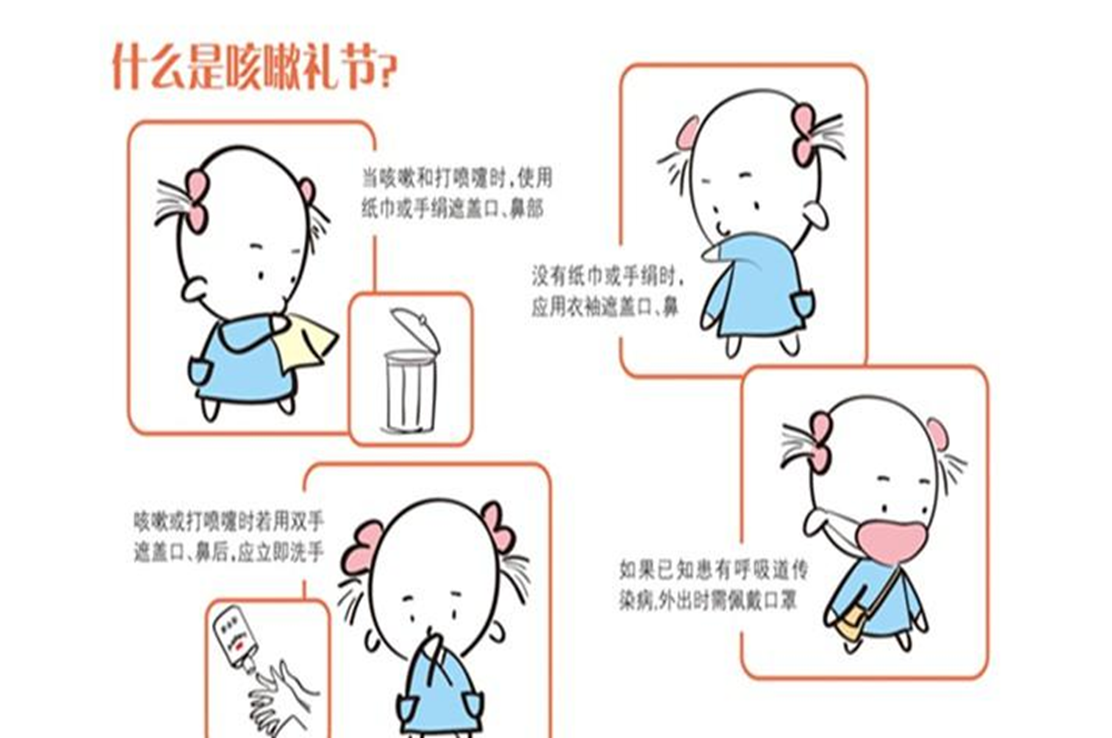 什么是咳嗽礼节?
当咳嗽和打喷嚏时,使用
纸巾或手绢遮盖口、鼻部
没有纸巾或手绢时,
应用衣袖遮盖口、鼻
咳嗽或打喷嚏时若用双手
遮盖口、鼻后,应立即洗手
如果已知患有呼吸道传
染病,外出时需佩戴口罩